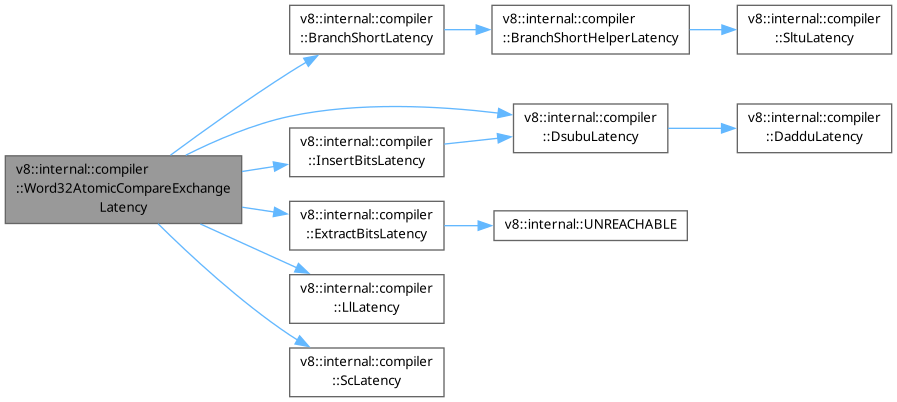 v8::internal::compiler
::BranchShortLatency
v8::internal::compiler
::BranchShortHelperLatency
v8::internal::compiler
::SltuLatency
v8::internal::compiler
::DsubuLatency
v8::internal::compiler
::DadduLatency
v8::internal::compiler
::InsertBitsLatency
v8::internal::compiler
::Word32AtomicCompareExchange
Latency
v8::internal::compiler
::ExtractBitsLatency
v8::internal::UNREACHABLE
v8::internal::compiler
::LlLatency
v8::internal::compiler
::ScLatency